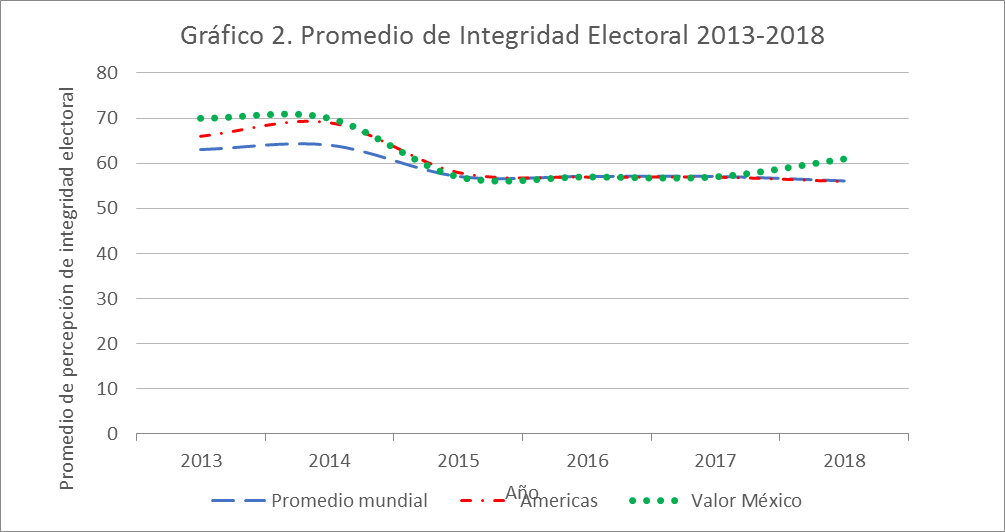 Gráfico 2. Promedio de Integridad Electoral 2013-2018
Promedio de percepción de integridad electoral
80
70
60
50
40
30
20
10
0
2013 2014 2015 2016 2017 2018
Año
Promedio mundial Americas Valor México